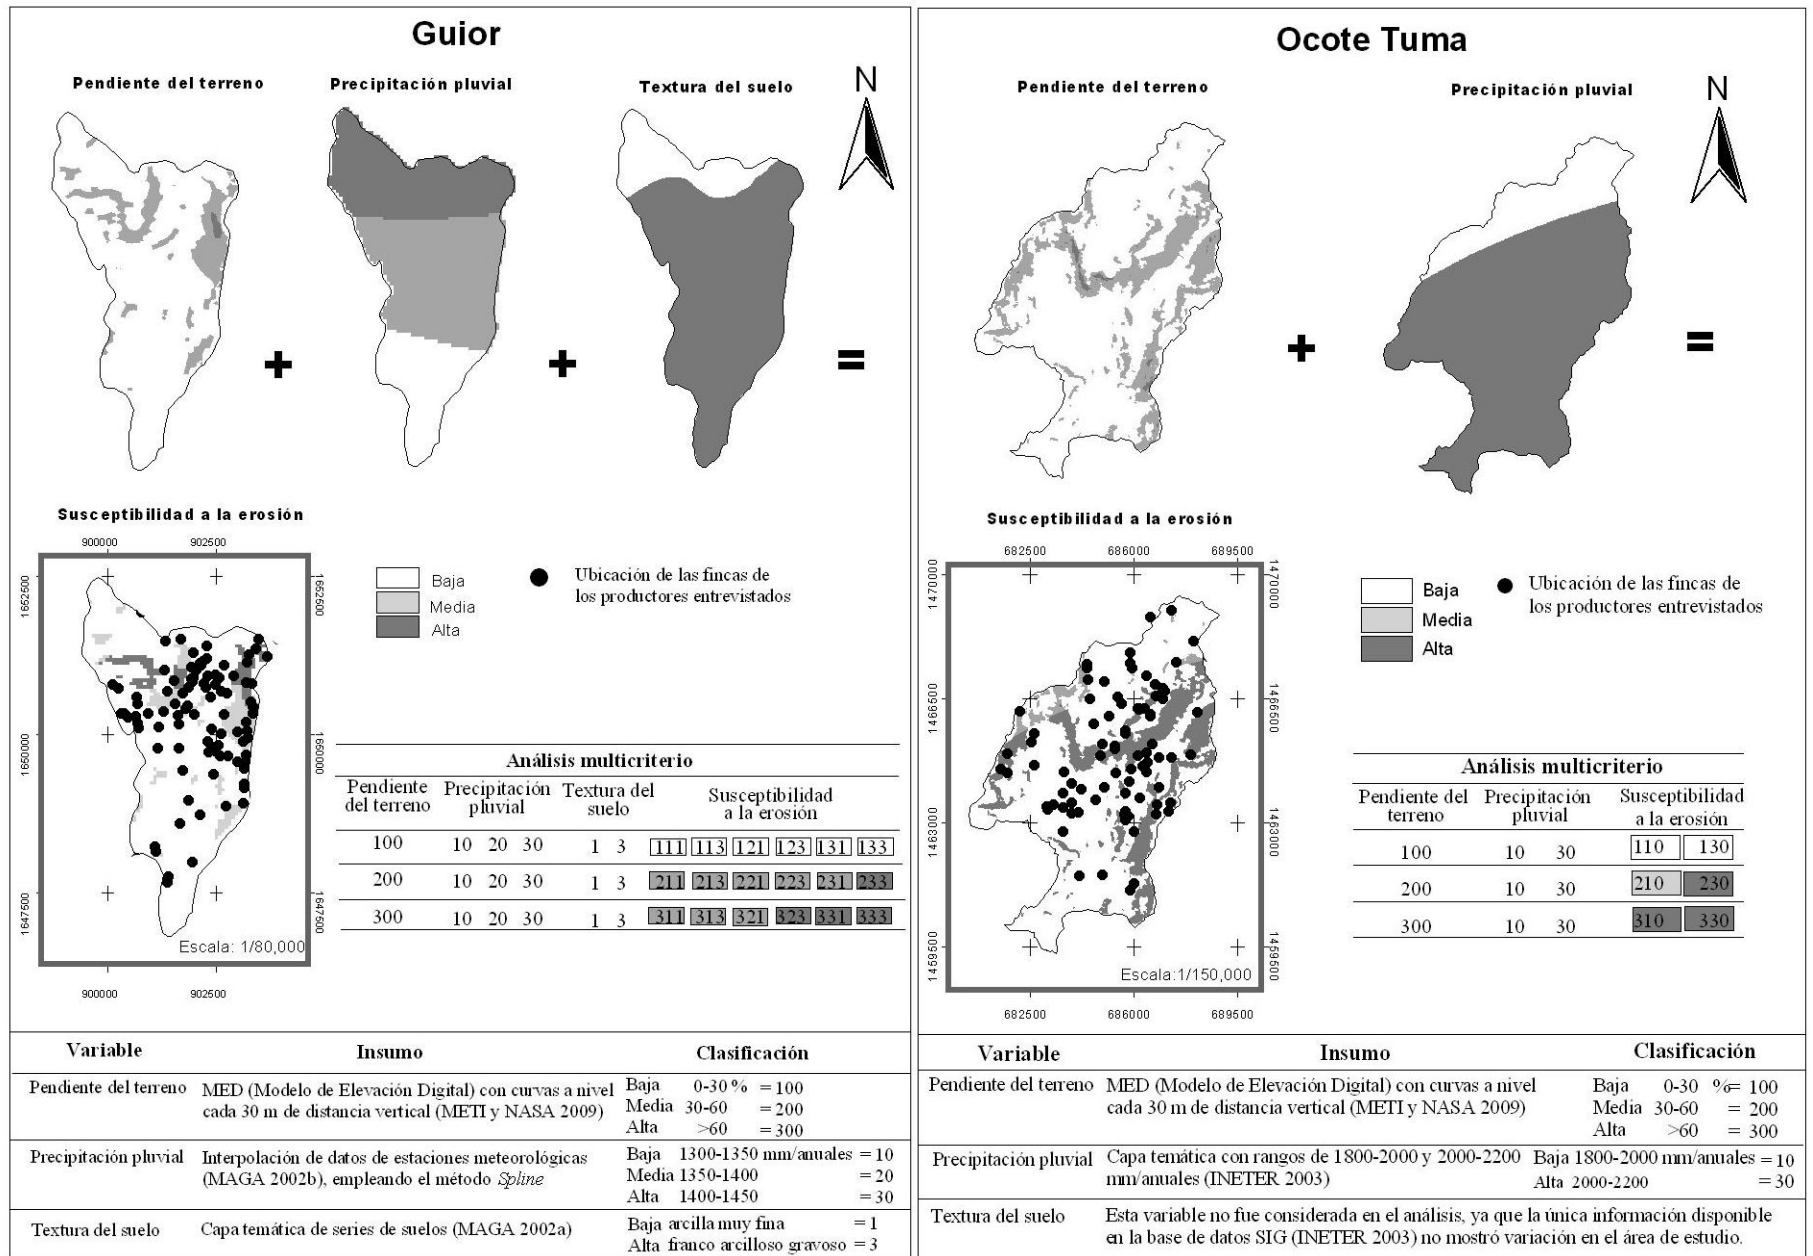 Guior
Pendiente del terreno
Precipitación pluvial
Textura del suelo
N
+
+
=
Susceptibilidad a la erosión
900000
902500
1652500
1652500
1650000
1650000
1647500
1647500
Escala: 1/80,000
900000
902500
Baja
Media
Alta
Ubicación de las fincas de
los productores entrevistados
Análisis multicriterio
Pendiente del terreno Precipitación pluvial Textura del suelo Susceptibilidad a la erosión
100 10 20 30 1 3 111 113 121 123 131 133
200 10 20 30 1 3 211 213 221 223 231 233
300 10 20 30 1 3 311 313 321 323 331 333
Variable Insumo Clasificación
Pendiente del terreno MED (Modelo de Elevación Digital) con curvas a nivel Baja 0-30 % = 100
cada 30 m de distancia vertical (METI y NASA 2009) Media 30-60 = 200
Alta >60 = 300
Precipitación pluvial Interpolación de datos de estaciones meteorológicas Baja 1300-1350 mm/anuales = 10
(MAGA 2002b), empleando el método Spline Media 1350-1400 = 20
Alta 1400-1450 = 30
Textura del suelo Capa temática de series de suelos (MAGA 2002a) Baja arcilla muy fina = 1
Alta franco arcilloso gravoso = 3
Ocote Tuma
Pendiente del terreno
Precipitación pluvial
N
+
=
Susceptibilidad a la erosión
682500
686000
689500
1470000
1470000
1466500
1466500
1463000
1463000
1459500
1459500
Escala:1/150,000
682500
686000
689500
Baja
Media
Alta
Ubicación de las fincas de
los productores entrevistados
Análisis multicriterio
Pendiente del terreno Precipitación pluvial Susceptibilidad a la erosión
100 10 30 110 130
200 10 30 210 230
300 10 30 310 330
Variable Insumo Clasificación
Pendiente del terreno MED (Modelo de Elevación Digital) con curvas a nivel Baja 0-30 %= 100
cada 30 m de distancia vertical (METI y NASA 2009) Media 30-60 = 200
Alta >60 = 300
Precipitación pluvial Capa temática con rangos de 1800-2000 y 2000-2200 Baja 1800-2000 mm/anuales = 10
mm/anuales (INETER 2003) Alta 2000-2200 = 30
Textura del suelo Esta variable no fue considerada en el análisis, ya que la única información disponible
en la base de datos SIG (INETER 2003) no mostró variación en el área de estudio.